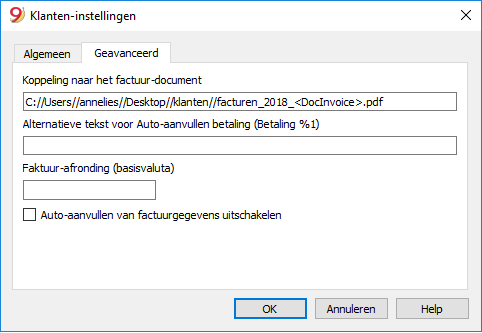 9 Klanten-instellingen
Algemeen Geavanceerd
Koppeling naar het factuur-document
C://Users//annelies//Desktop//klanten//facturen_2018_<DocInvoice>.pdf
Alternatieve tekst voor Auto-aanvullen betaling (Betaling %1)
Faktuur-afronding (basisvaluta)
Auto-aanvullen van factuurgegevens uitschakelen
OK Annuleren Help